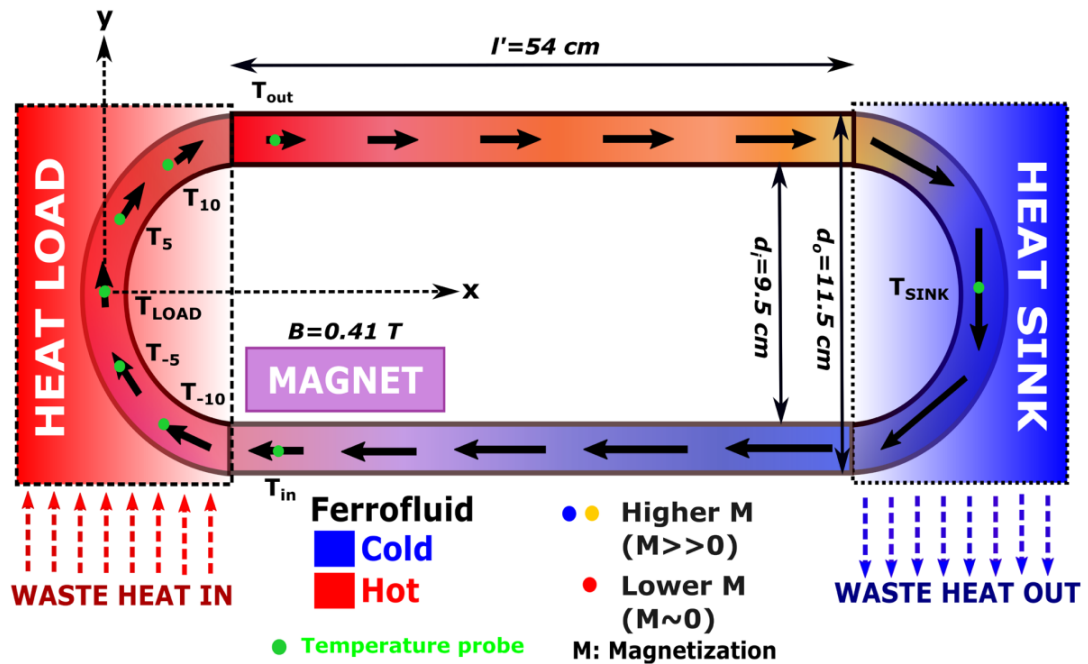 y
l'=54 cm
T_out
HEAT LOAD
HEAT SINK
T_10
T_5
T_LOAD
x
d_i=9.5 cm
d_o=11.5 cm
T_SINK
B=0.41 T
MAGNET
T_-5
T_-10
T_in
Ferrofluid
Cold
Hot
Higher M
(M>>0)
Lower M
(M~0)
WASTE HEAT IN
WASTE HEAT OUT
Temperature probe
M: Magnetization